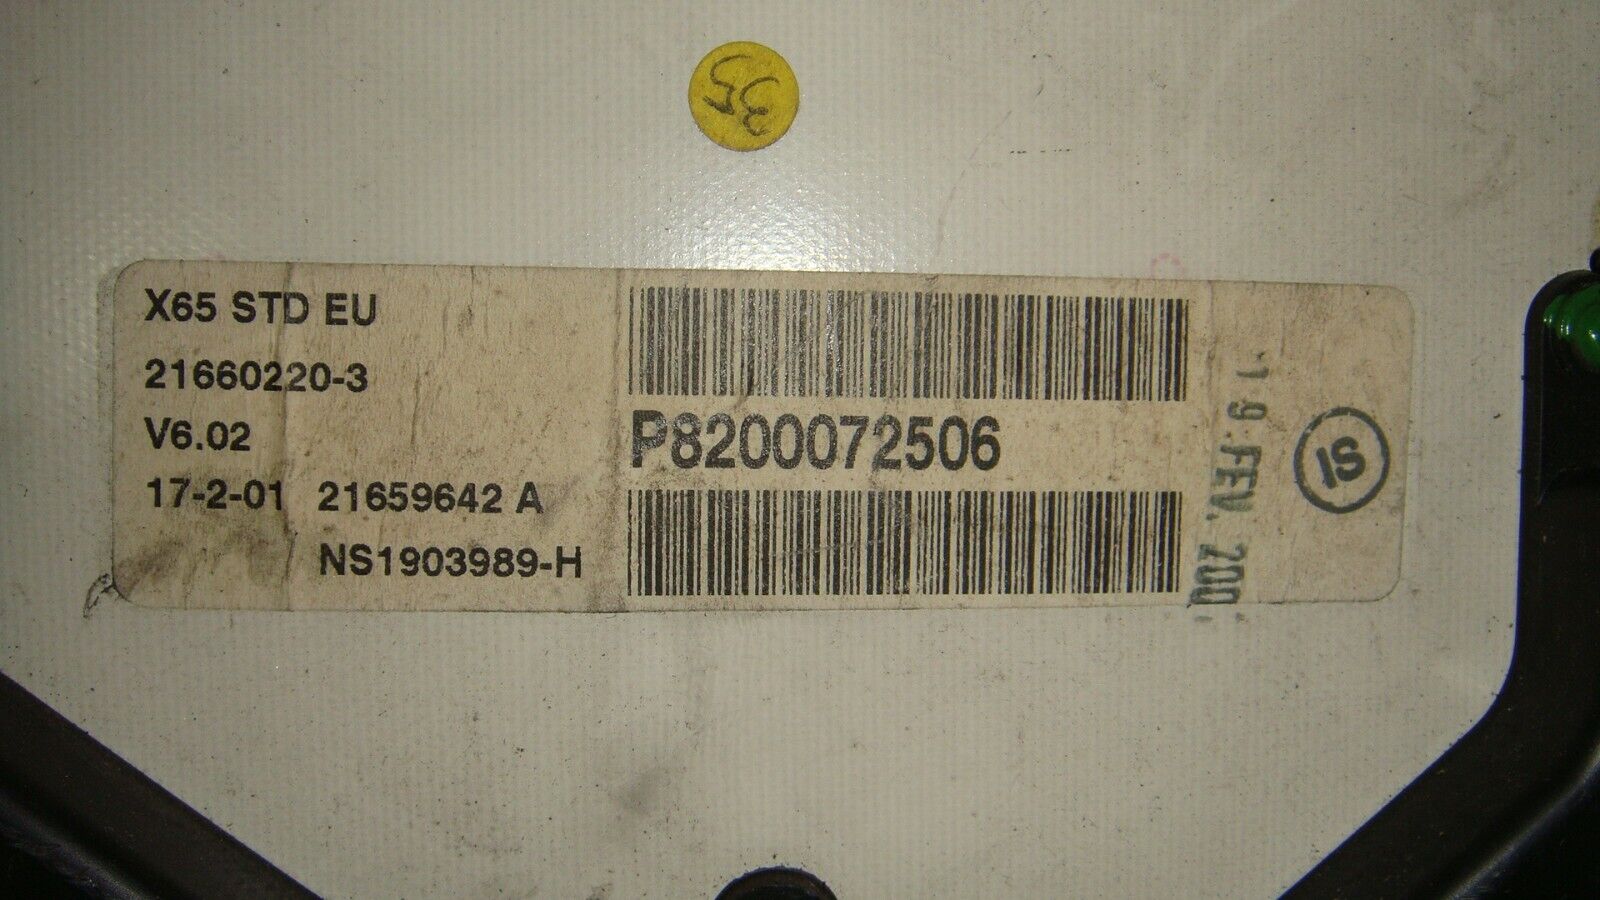 35
X65 STD EU
21660220-3
V6.02
17-2-01 21659642 A
NS1903989-H
P8200072506
19. FEV. 200
IS